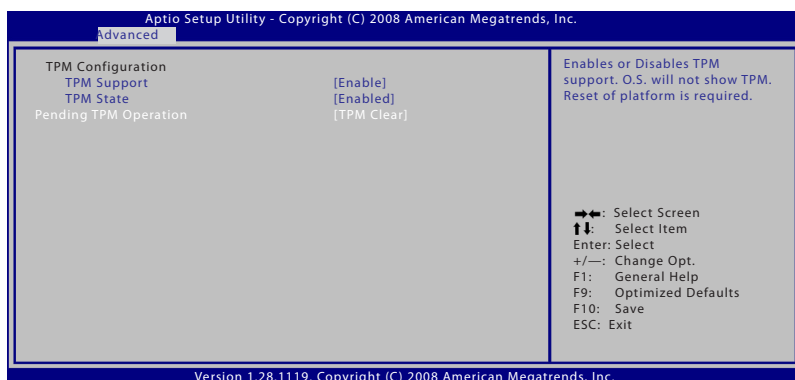 Aptio Setup Utility - Copyright (C) 2008 American Megatrends, Inc.
Advanced
TPM Configuration
TPM Support [Enable]
TPM State [Enabled]
Pending TPM Operation [TPM Clear]
Enables or Disables TPM
support. O.S. will not show TPM.
Reset of platform is required.
➡⬅: Select Screen
⬆⬇: Select Item
Enter: Select
+/—: Change Opt.
F1: General Help
F9: Optimized Defaults
F10: Save
ESC: Exit
Version 1.28.1119. Copyright (C) 2008 American Megatrends, Inc.